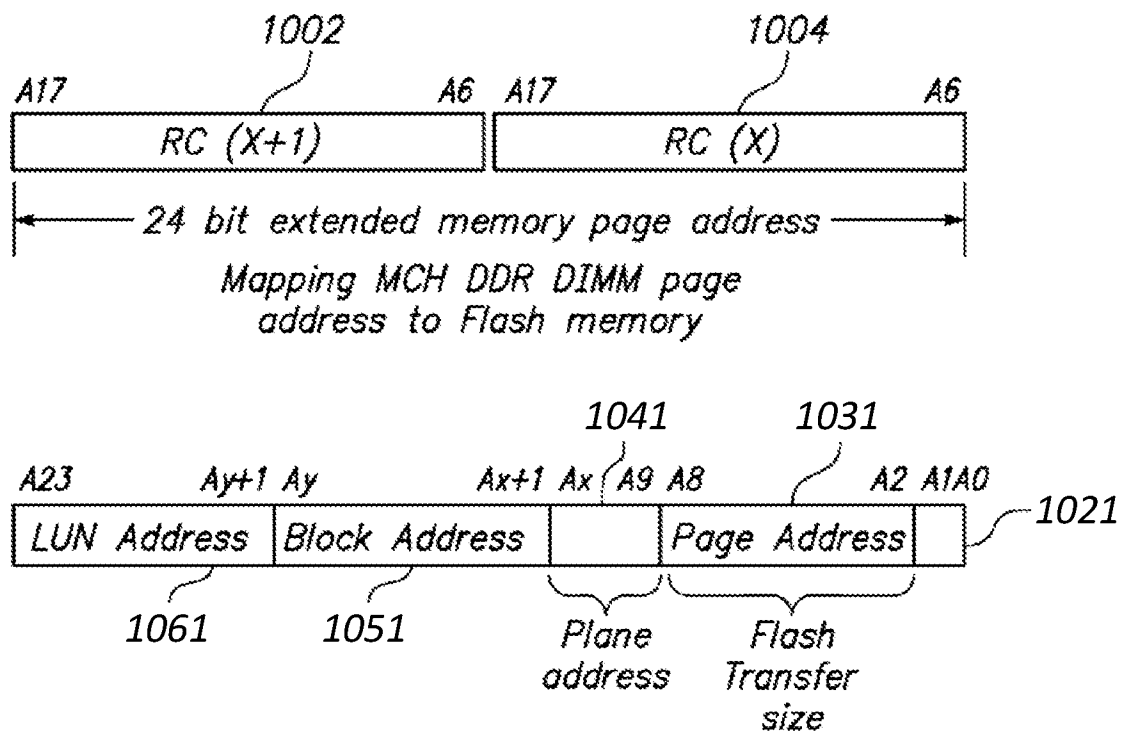 1002 1004
A17 A6 A17 A6
RC (X+1) RC (X)
24 bit extended memory page address
Mapping MCH DDR DIMM page
address to Flash memory
1041 1031
A23 Ay+1 Ay Ax+1 Ax A9 A8 A2 A1A0
LUN Address Block Address Page Address 1021
1061 1051 Plane Flash
address Transfer
size